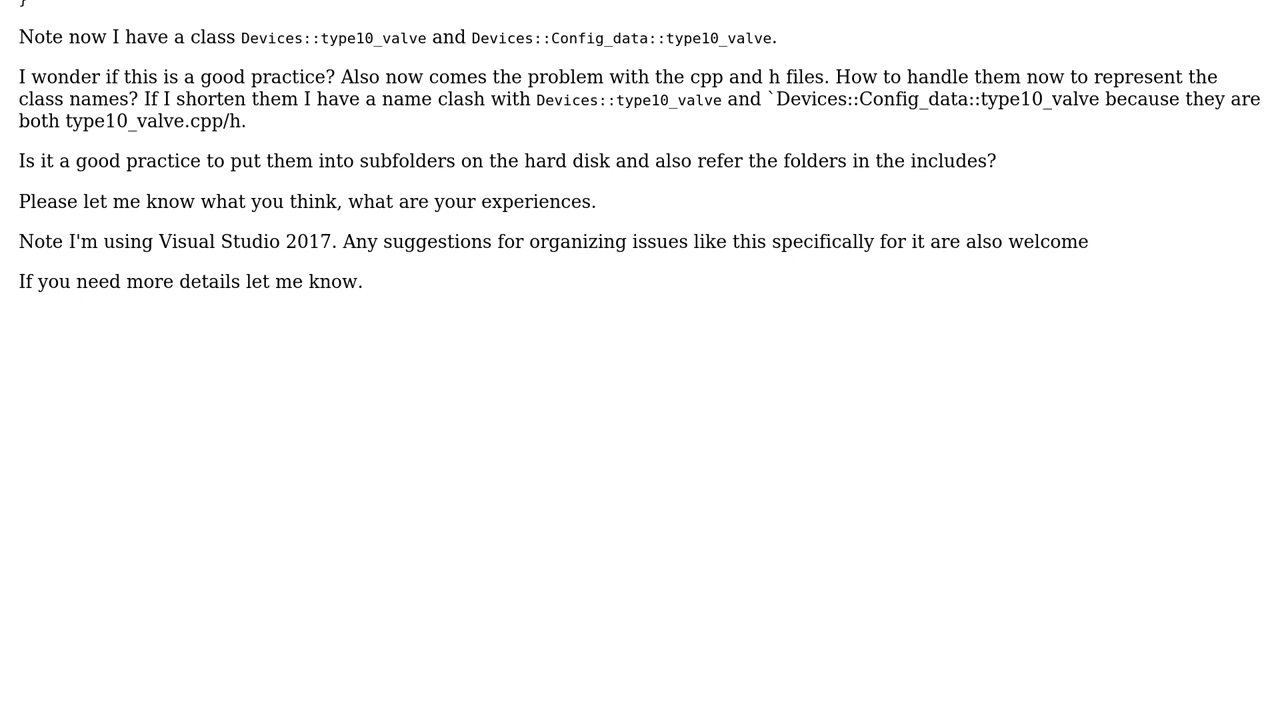 }
Note now I have a class Devices::type10_valve and Devices::Config_data::type10_valve.
I wonder if this is a good practice? Also now comes the problem with the cpp and h files. How to handle them now to represent the
class names? If I shorten them I have a name clash with Devices::type10_valve and `Devices::Config_data::type10_valve because they are
both type10_valve.cpp/h.
Is it a good practice to put them into subfolders on the hard disk and also refer the folders in the includes?
Please let me know what you think, what are your experiences.
Note I'm using Visual Studio 2017. Any suggestions for organizing issues like this specifically for it are also welcome
If you need more details let me know.